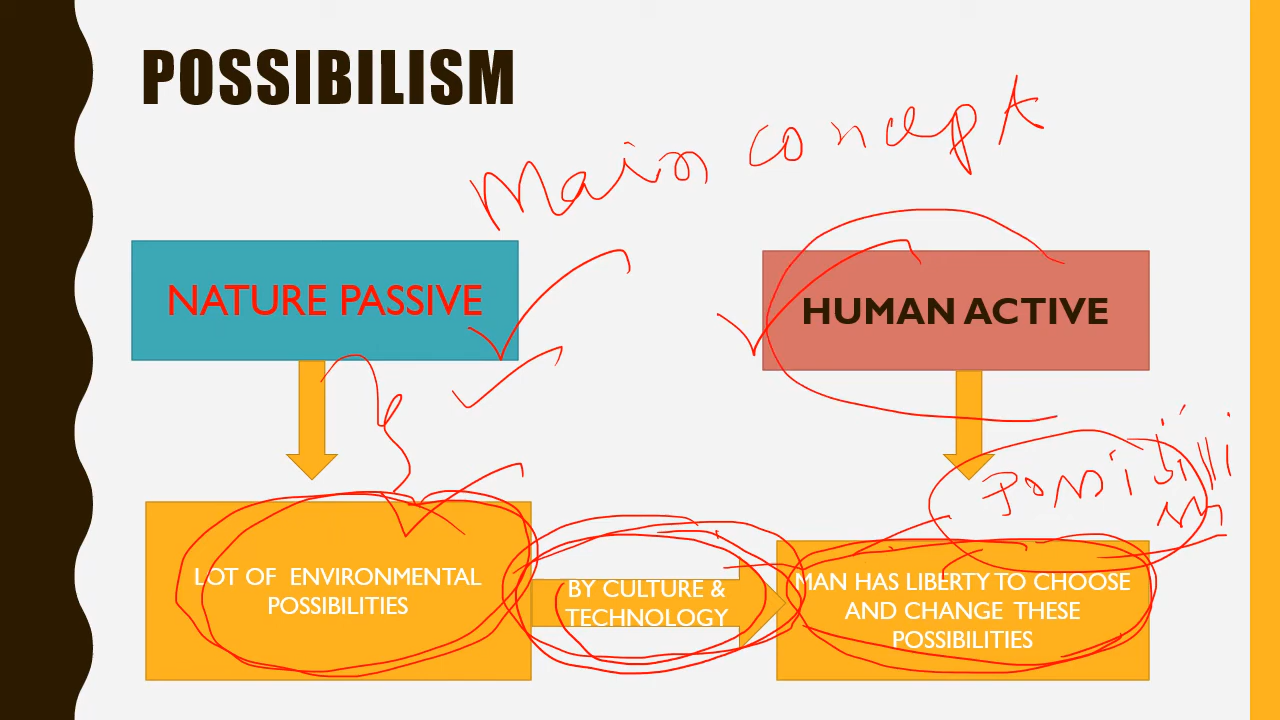 POSSIBILISM
Main concept
NATURE PASSIVE
HUMAN ACTIVE
LOT OF ENVIRONMENTAL
POSSIBILITIES
BY CULTURE &
TECHNOLOGY
MAN HAS LIBERTY TO CHOOSE
AND CHANGE THESE
POSSIBILITIES